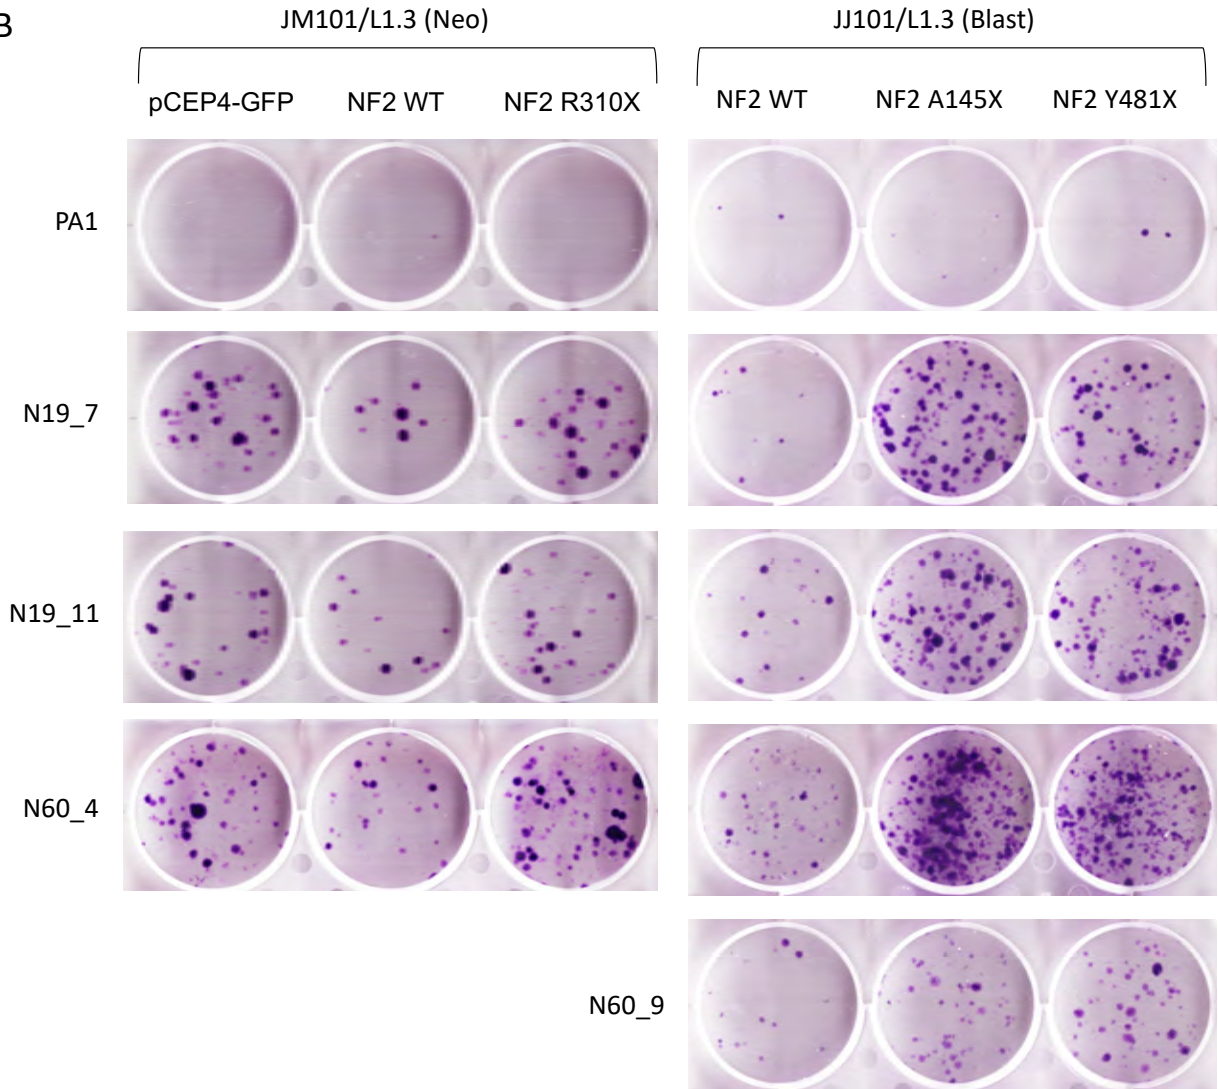 B
JM101/L1.3 (Neo)
JJ101/L1.3 (Blast)
pCEP4-GFP NF2 WT NF2 R310X
NF2 WT NF2 A145X NF2 Y481X
PA1
N19_7
N19_11
N60_4
N60_9